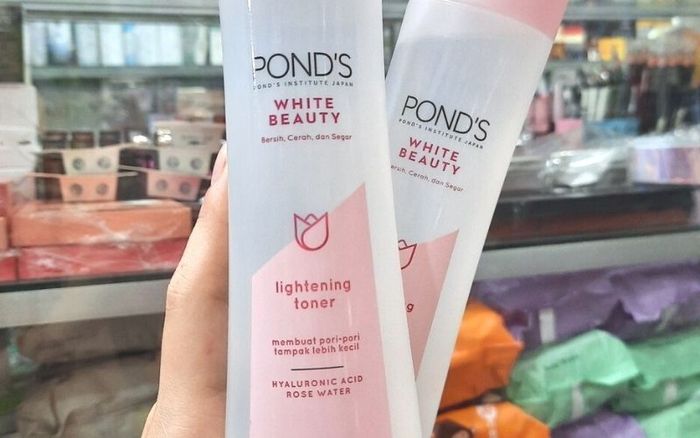 POND'S
POND'S INSTITUTE JAPAN
WHITE
BEAUTY
Bersih, Cerah, dan Segar
lightening
toner
membuat pori-pori
tampak lebih kecil
HYALURONIC ACID
ROSE WATER
POND'S
POND'S INSTITUTE JAPAN
WHITE
BEAUTY
Bersih, Cerah, dan Segar
ng